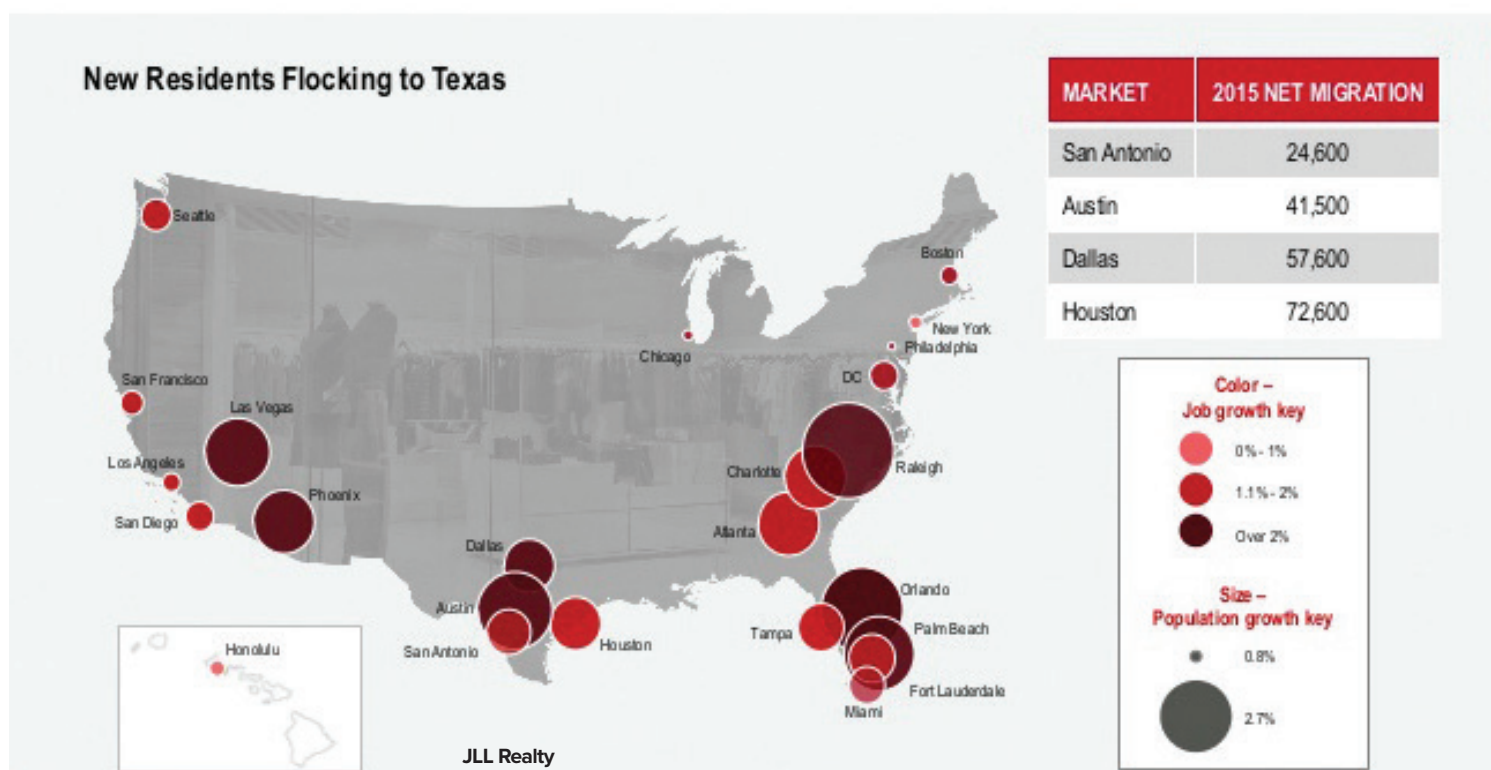 New Residents Flocking to Texas
MARKET 2015 NET MIGRATION
San Antonio 24,600
Austin 41,500
Dallas 57,600
Houston 72,600
Seattle
Boston
New York
Philadelphia
Chicago
DC
San Francisco
Las Vegas
Los Angeles
Phoenix
San Diego
Charlotte
Raleigh
Atlanta
Dallas
Austin
San Antonio
Houston
Orlando
Tampa
Palm Beach
Fort Lauderdale
Miami
Honolulu
Color –
Job growth key
0% - 1%
1.1% - 2%
Over 2%
Size –
Population growth key
0.8%
2.7%
JLL Realty